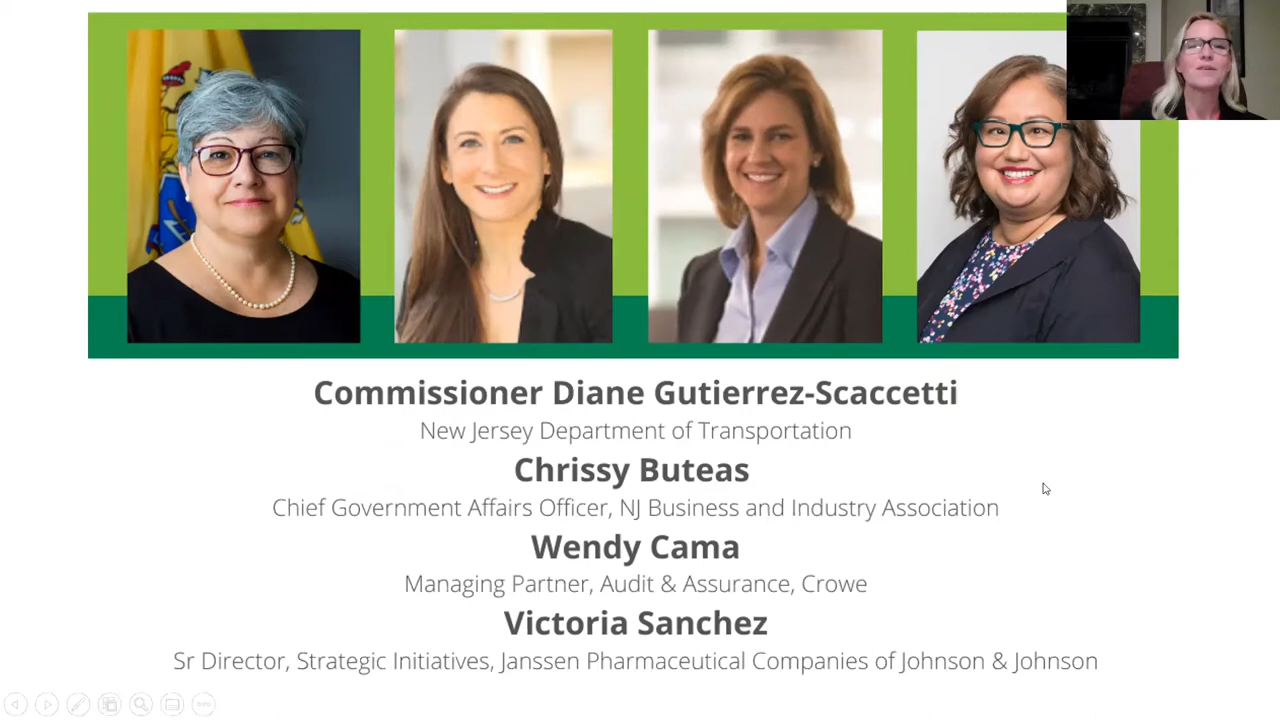 Commissioner Diane Gutierrez-Scaccetti
New Jersey Department of Transportation
Chrissy Buteas
Chief Government Affairs Officer, NJ Business and Industry Association
Wendy Cama
Managing Partner, Audit & Assurance, Crowe
Victoria Sanchez
Sr Director, Strategic Initiatives, Janssen Pharmaceutical Companies of Johnson & Johnson